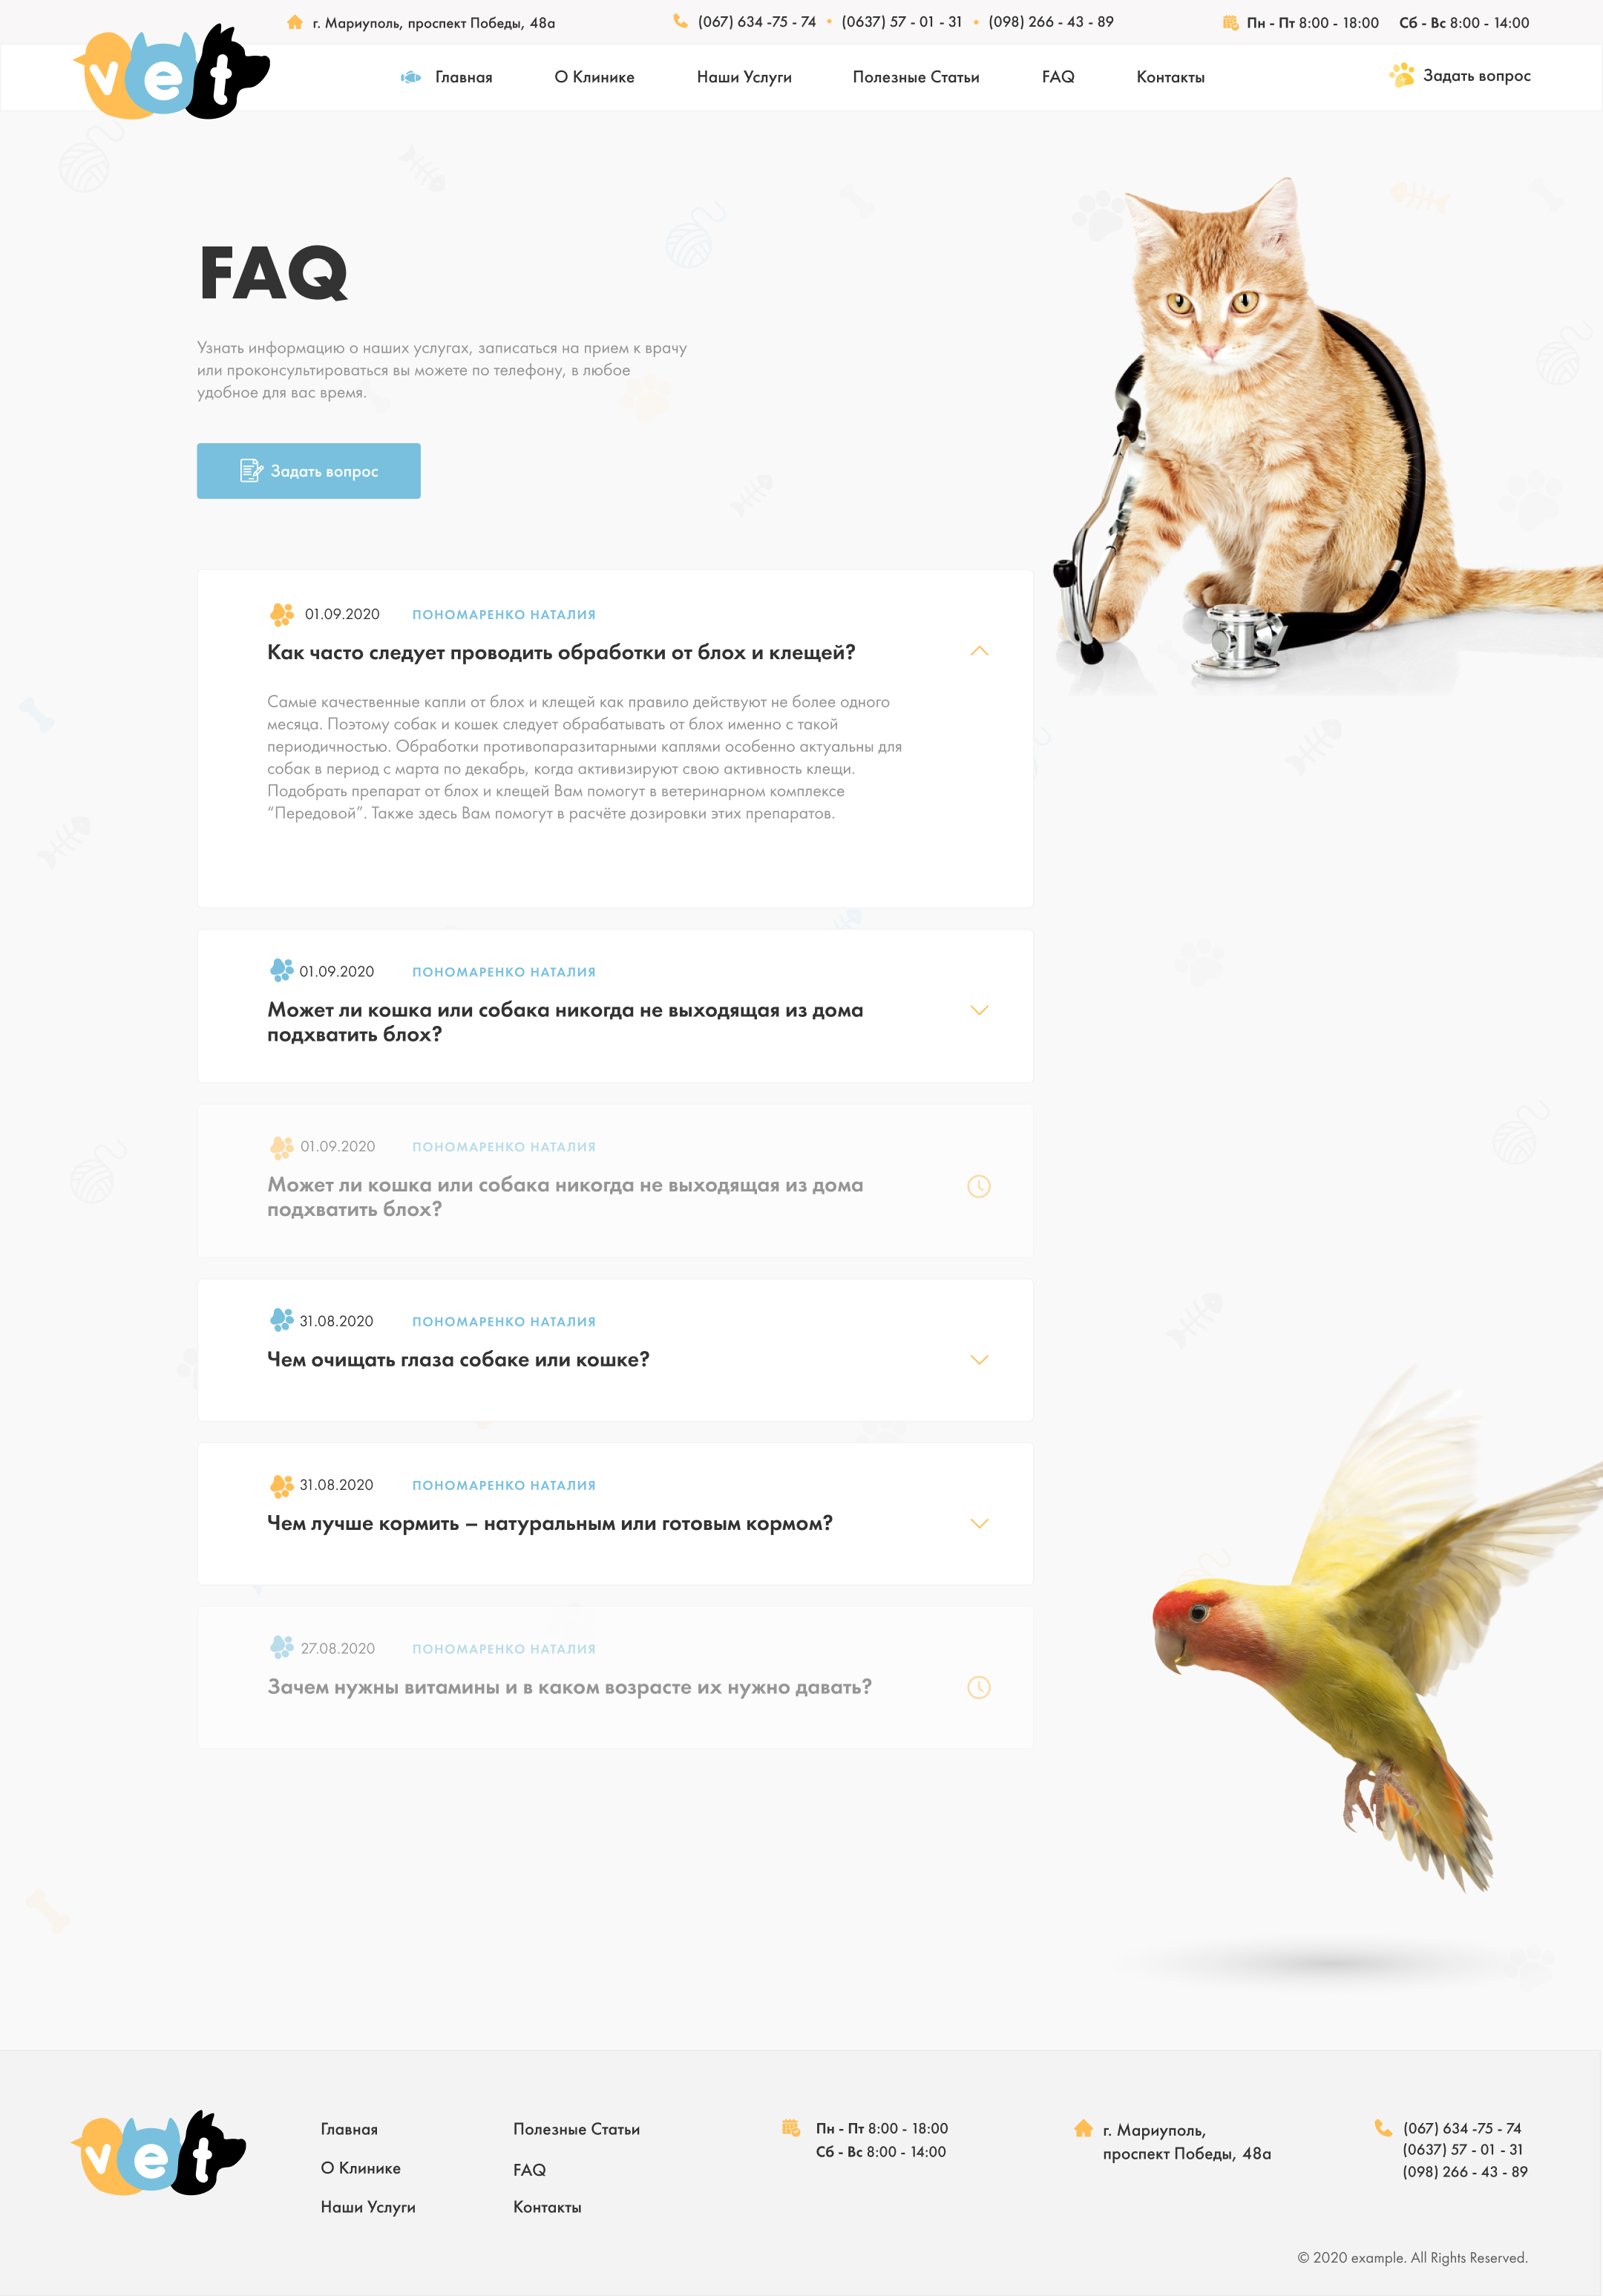 г. Мариуполь, проспект Победы, 48а
(067) 634 -75 - 74 • (0637) 57 - 01 - 31 • (098) 266 - 43 - 89
Пн - Пт 8:00 - 18:00 Сб - Вс 8:00 - 14:00
vet
Главная
О Клинике
Наши Услуги
Полезные Статьи
FAQ
Контакты
Задать вопрос
FAQ
Узнать информацию о наших услугах, записаться на прием к врачу
или проконсультироваться вы можете по телефону, в любое
удобное для вас время.
Задать вопрос
01.09.2020 ПОНОМАРЕНКО НАТАЛИЯ
Как часто следует проводить обработки от блох и клещей?
Самые качественные капли от блох и клещей как правило действуют не более одного
месяца. Поэтому собак и кошек следует обрабатывать от блох именно с такой
периодичностью. Обработки противопаразитарными каплями особенно актуальны для
собак в период с марта по декабрь, когда активизируют свою активность клещи.
Подобрать препарат от блох и клещей Вам помогут в ветеринарном комплексе
“Передовой”. Также здесь Вам помогут в расчёте дозировки этих препаратов.
01.09.2020 ПОНОМАРЕНКО НАТАЛИЯ
Может ли кошка или собака никогда не выходящая из дома
подхватить блох?
01.09.2020 ПОНОМАРЕНКО НАТАЛИЯ
Может ли кошка или собака никогда не выходящая из дома
подхватить блох?
31.08.2020 ПОНОМАРЕНКО НАТАЛИЯ
Чем очищать глаза собаке или кошке?
31.08.2020 ПОНОМАРЕНКО НАТАЛИЯ
Чем лучше кормить – натуральным или готовым кормом?
27.08.2020 ПОНОМАРЕНКО НАТАЛИЯ
Зачем нужны витамины и в каком возрасте их нужно давать?
vet
Главная
О Клинике
Наши Услуги
Полезные Статьи
FAQ
Контакты
Пн - Пт 8:00 - 18:00
Сб - Вс 8:00 - 14:00
г. Мариуполь,
проспект Победы, 48а
(067) 634 -75 - 74
(0637) 57 - 01 - 31
(098) 266 - 43 - 89
© 2020 example. All Rights Reserved.